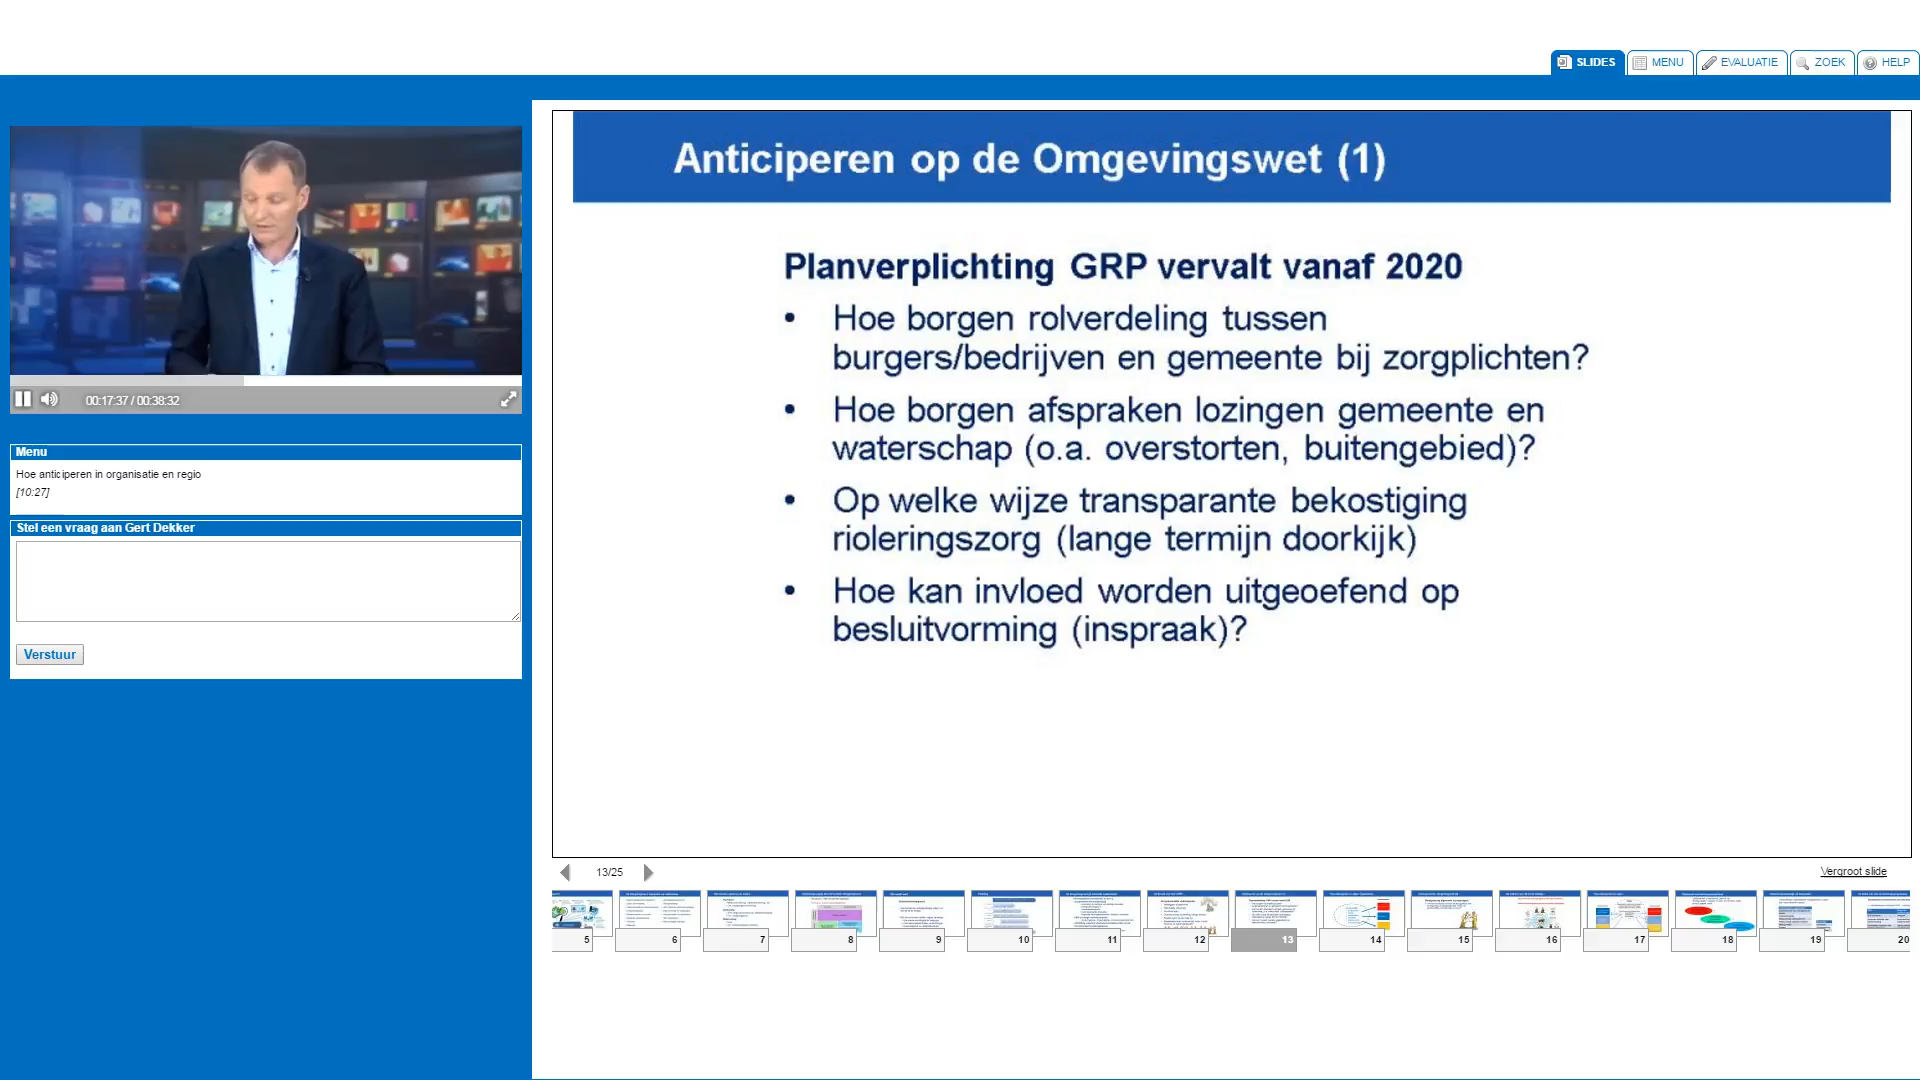 SLIDES
MENU
EVALUATIE
ZOEK
HELP
00:17:37 / 00:38:32
Menu
Hoe anticiperen in organisatie en regio
[10:27]
Stel een vraag aan Gert Dekker
Verstuur
Anticiperen op de Omgevingswet (1)
Planverplichting GRP vervalt vanaf 2020
• Hoe borgen rolverdeling tussen
burgers/bedrijven en gemeente bij zorgplichten?
• Hoe borgen afspraken lozingen gemeente en
waterschap (o.a. overstorten, buitengebied)?
• Op welke wijze transparante bekostiging
rioleringszorg (lange termijn doorkijk)
• Hoe kan invloed worden uitgeoefend op
besluitvorming (inspraak)?
13/25
Vergroot slide
5
6
7
8
9
10
11
12
13
14
15
16
17
18
19
20